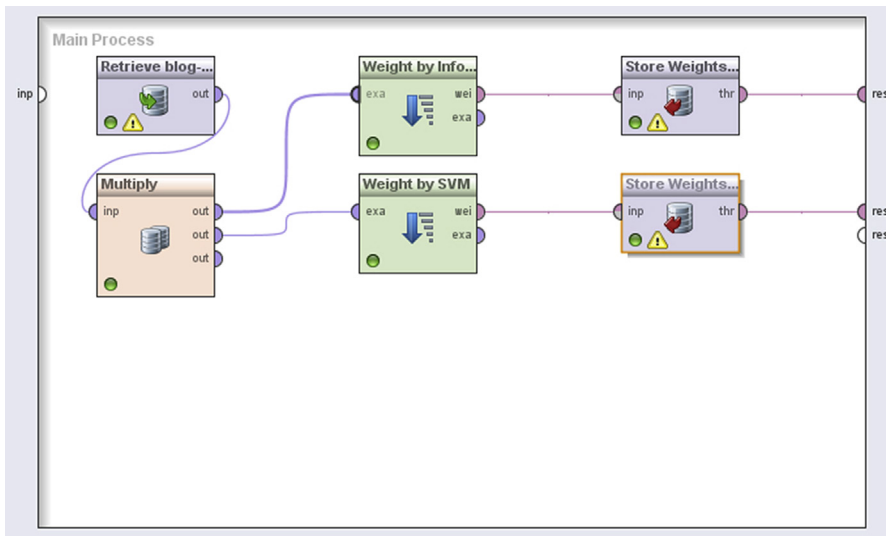 Main Process
Retrieve blog-...
Weight by Info...
Store Weights...
inp
out
exa
wei
inp
thr
res
exa
Multiply
Weight by SVM
Store Weights...
inp
out
exa
wei
inp
thr
res
out
exa
res
out